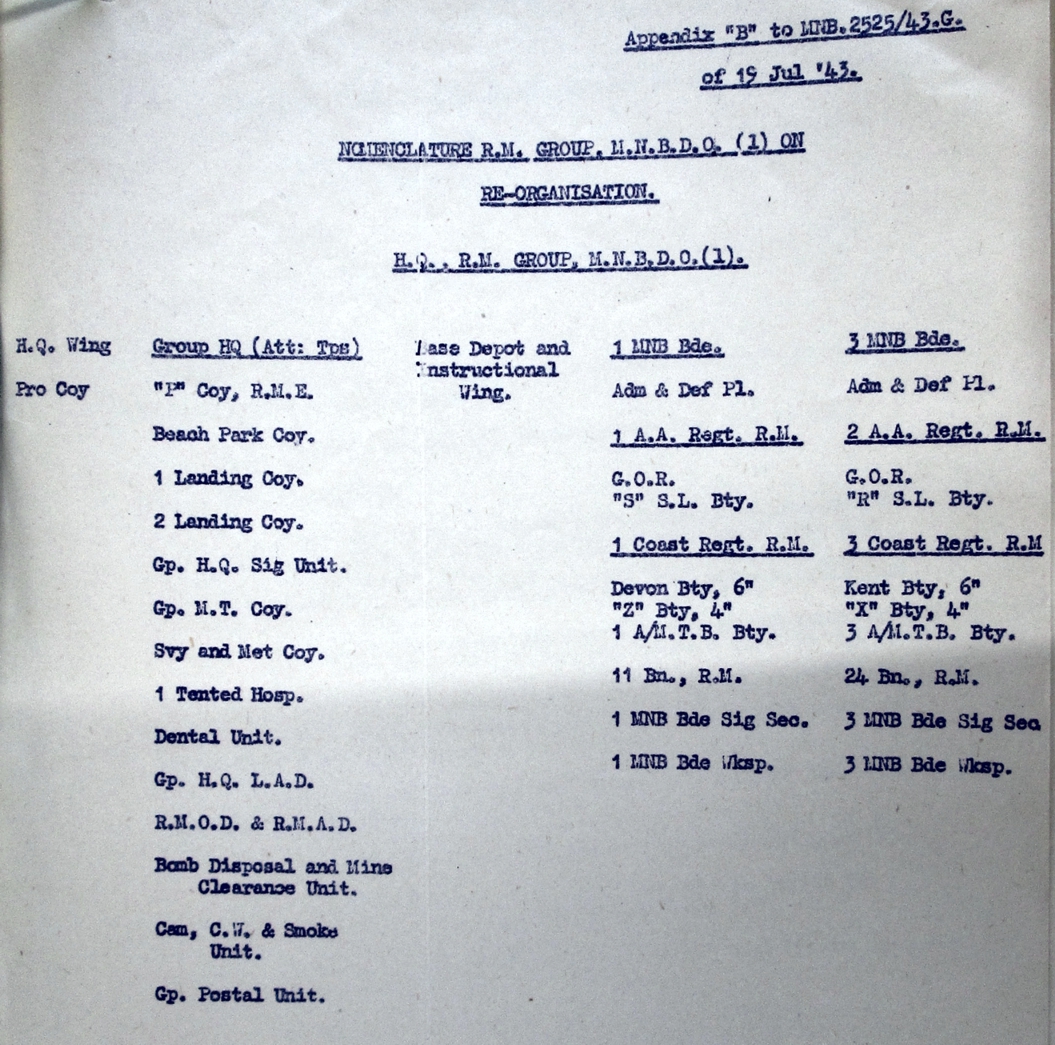 Appendix "B" to MNB.2525/43.G.
of 19 Jul '43.
NOMENCLATURE R.M. GROUP, M.N.B.D.O. (1) ON
RE-ORGANISATION.
H.Q., R.M. GROUP, M.N.B.D.O.(1).
H.Q. Wing
Pro Coy
Group HQ (Att: Tps)
Coy, R.M.E.
Beach Park Coy.
1 Landing Coy.
2 Landing Coy.
Gp. H.Q. Sig Unit.
Gp. M.T. Coy.
Svy and Met Coy.
1 Tented Hosp.
Dental Unit.
Gp. H.Q. L.A.D.
R.M.O.D. & R.M.A.D.
Bomb Disposal and Mine
Clearance Unit.
Cam, C.W. & Smoke
Unit.
Gp. Postal Unit.
Base Depot and
Instructional
Wing.
1 MNB Bde.
Adm & Def Pl.
1 A.A. Regt. R.M.
G.O.R.
"S" S.L. Bty.
1 Coast Regt. R.M.
Devon Bty, 6"
"Z" Bty, 4"
1 A/M.T.B. Bty.
11 Bn., R.M.
1 MNB Bde Sig Sec.
1 MNB Bde Wksp.
3 MNB Bde.
Adm & Def Pl.
2 A.A. Regt. R.M.
G.O.R.
"R" S.L. Bty.
3 Coast Regt. R.M
Kent Bty, 6"
"X" Bty, 4"
3 A/M.T.B. Bty.
24 Bn., R.M.
3 MNB Bde Sig Sec
3 MNB Bde Wksp.